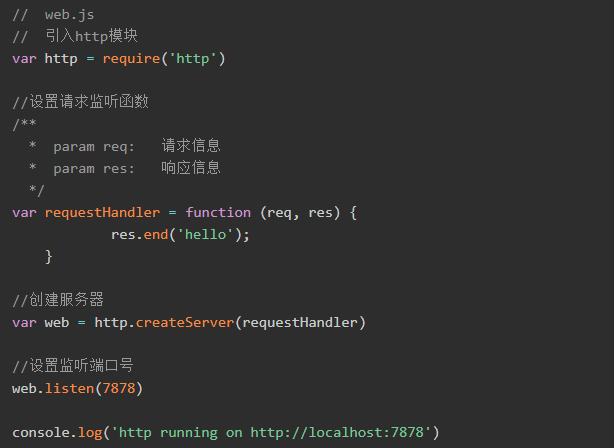 //  web.js
//  引入http模块
var http = require('http')
//设置请求监听函数
/**
  *  param req:   请求信息
  *  param res:   响应信息
  */
var requestHandler = function (req, res) {
            res.end('hello');
    }
//创建服务器
var web = http.createServer(requestHandler)
//设置监听端口号
web.listen(7878)
console.log('http running on http://localhost:7878')